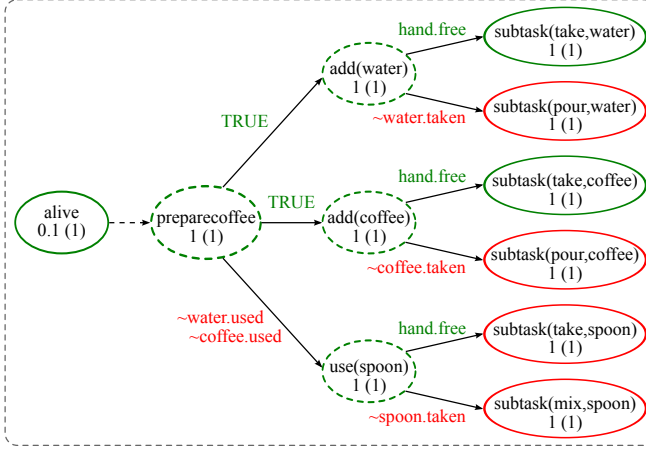 hand.free
subtask(take,water)
1 (1)
add(water)
1 (1)
~water.taken
subtask(pour,water)
1 (1)
TRUE
hand.free
subtask(take,coffee)
1 (1)
alive
0.1 (1)
preparecoffee
1 (1)
TRUE
add(coffee)
1 (1)
~coffee.taken
subtask(pour,coffee)
1 (1)
~water.used
~coffee.used
hand.free
subtask(take,spoon)
1 (1)
use(spoon)
1 (1)
~spoon.taken
subtask(mix,spoon)
1 (1)